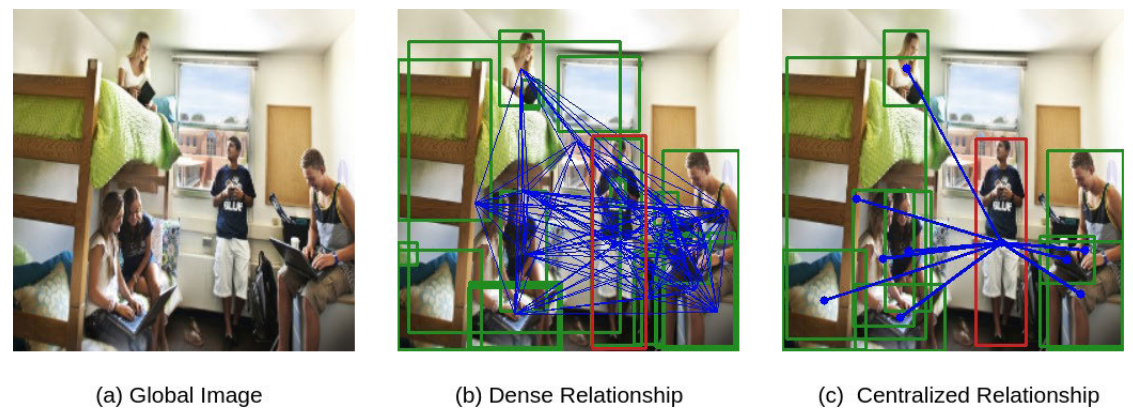 (a) Global Image
(b) Dense Relationship
(c) Centralized Relationship